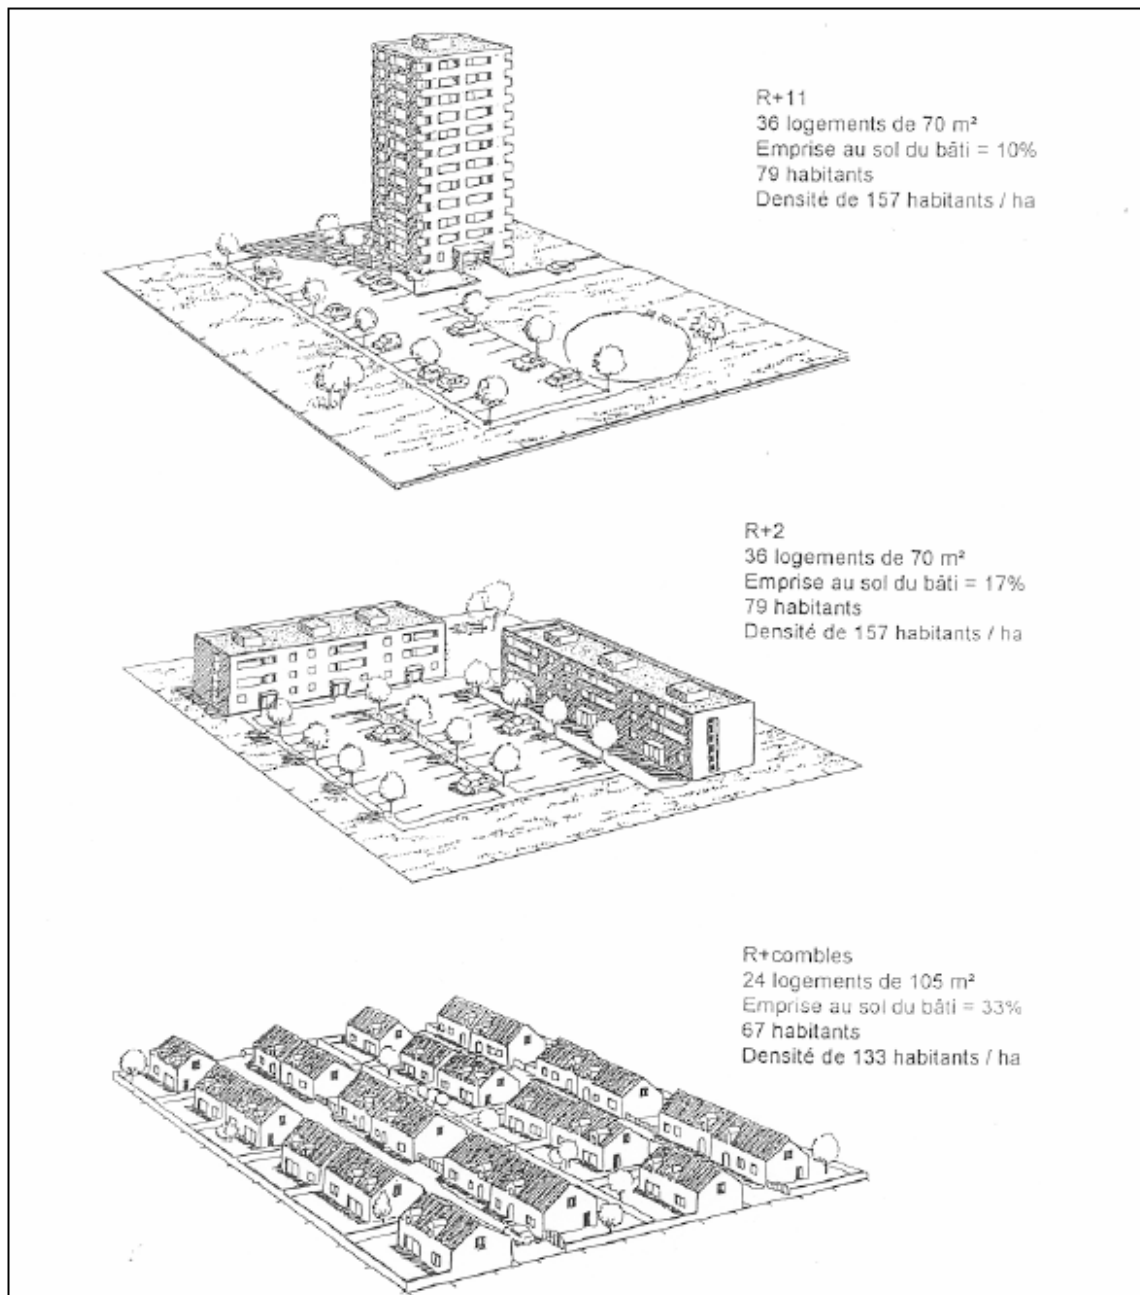 R+11
36 logements de 70 m²
Emprise au sol du bâti = 10%
79 habitants
Densité de 157 habitants / ha
R+2
36 logements de 70 m²
Emprise au sol du bâti = 17%
79 habitants
Densité de 157 habitants / ha
R+combles
24 logements de 105 m²
Emprise au sol du bâti = 33%
67 habitants
Densité de 133 habitants / ha